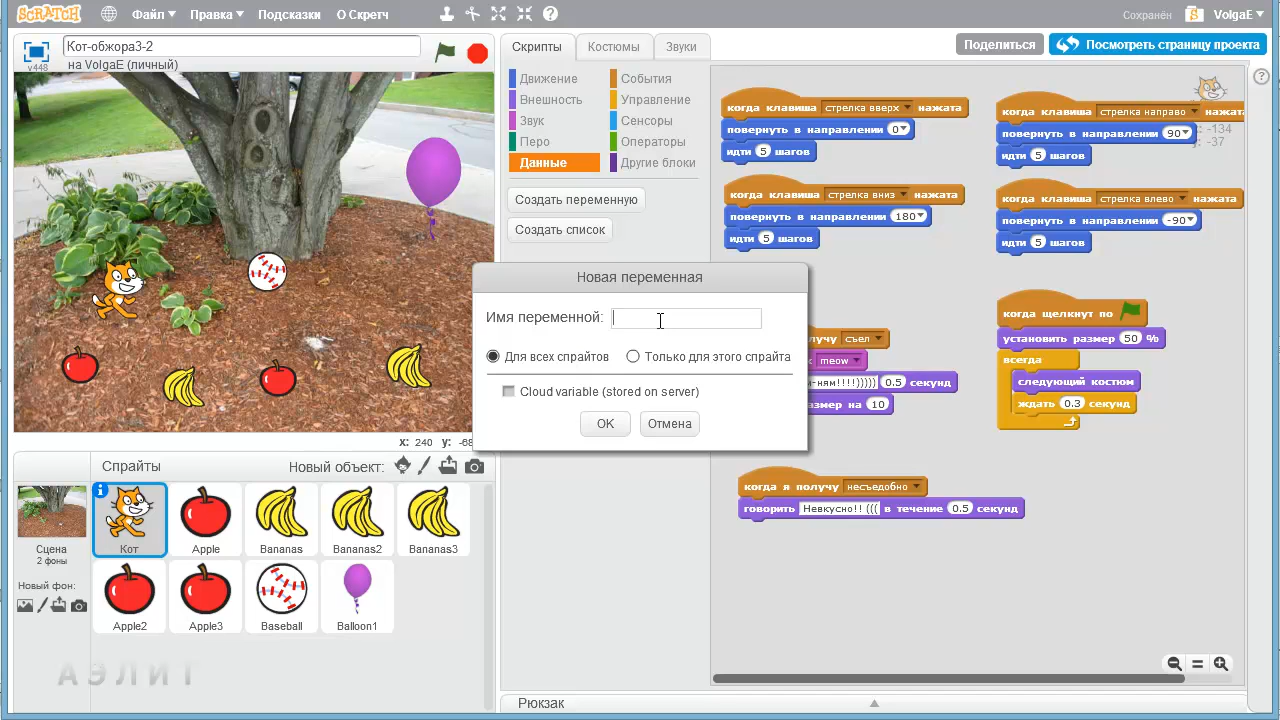 SCRATCH Файл Правка Подсказки О Скретч Сохранён VolgaE
Кот-обжора3-2
на VolgaE (личный)
v448
Скрипты Костюмы Звуки
Поделиться Посмотреть страницу проекта
Движение События
Внешность Управление
Звук Сенсоры
Перо Операторы
Данные Другие блоки
Создать переменную
Создать список
когда клавиша стрелка вверх нажата
повернуть в направлении 0
идти 5 шагов
когда клавиша стрелка направо нажата
повернуть в направлении 90
идти 5 шагов
-134
y: -37
когда клавиша стрелка вниз нажата
повернуть в направлении 180
идти 5 шагов
когда клавиша стрелка влево нажата
повернуть в направлении -90
идти 5 шагов
Новая переменная
Имя переменной:
Для всех спрайтов Только для этого спрайта
Cloud variable (stored on server)
OK Отмена
лучу съел
meow
м-ням!!!!))))) 0.5 секунд
азмер на 10
когда щелкнут по
установить размер 50 %
всегда
следующий костюм
ждать 0.3 секунд
когда я получу несъедобно
говорить Невкусно!! ((( в течение 0.5 секунд
x: 240 y: -68
Спрайты Новый объект:
Сцена
2 фоны
Новый фон:
Кот Apple Bananas Bananas2 Bananas3
Apple2 Apple3 Baseball Balloon1
АЭЛИТ
Рюкзак